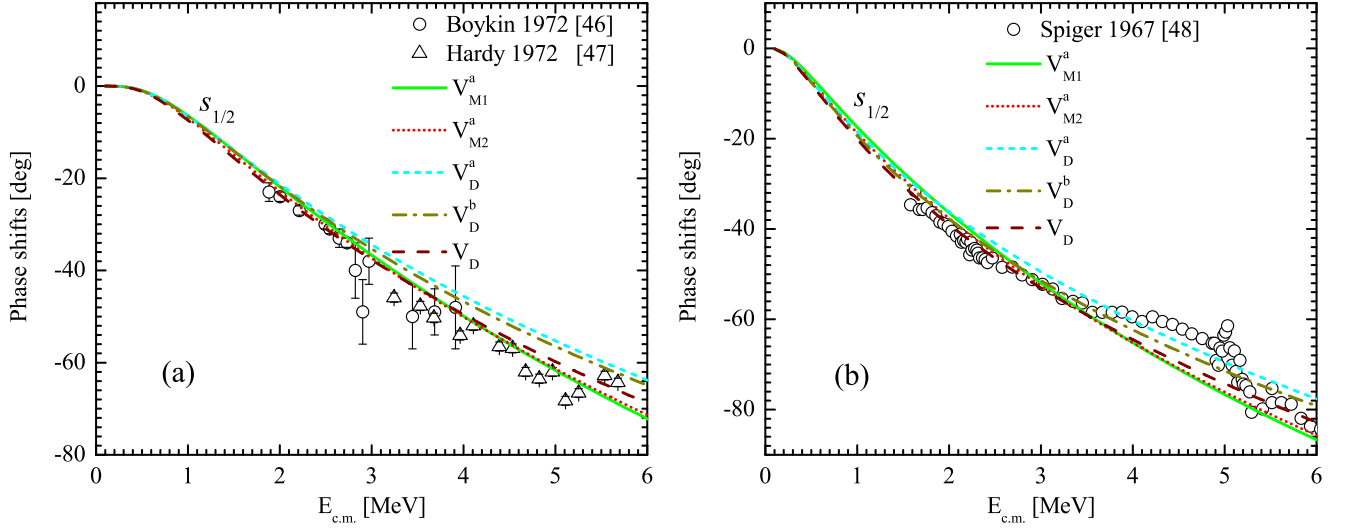 Boykin 1972 [46]
Hardy 1972 [47]
V^a_M1
V^a_M2
V^a_D
V^b_D
V_D
s_1/2
(a)
0
-20
-40
-60
-80
Phase shifts [deg]
0 1 2 3 4 5 6
E_c.m. [MeV]
Spiger 1967 [48]
V^a_M1
V^a_M2
V^a_D
V^b_D
V_D
s_1/2
(b)
0
-20
-40
-60
-80
Phase shifts [deg]
0 1 2 3 4 5 6
E_c.m. [MeV]